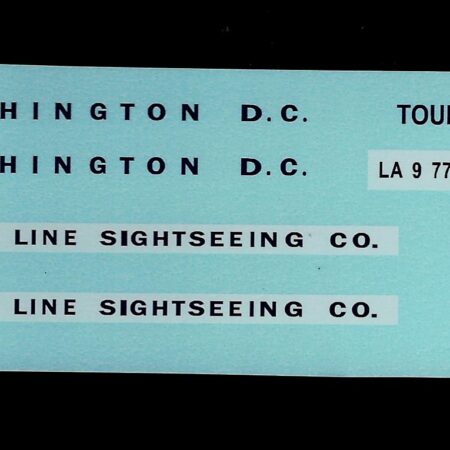 HINGTON D.C. TOU
HINGTON D.C. LA 9 77
LINE SIGHTSEEING CO.
LINE SIGHTSEEING CO.